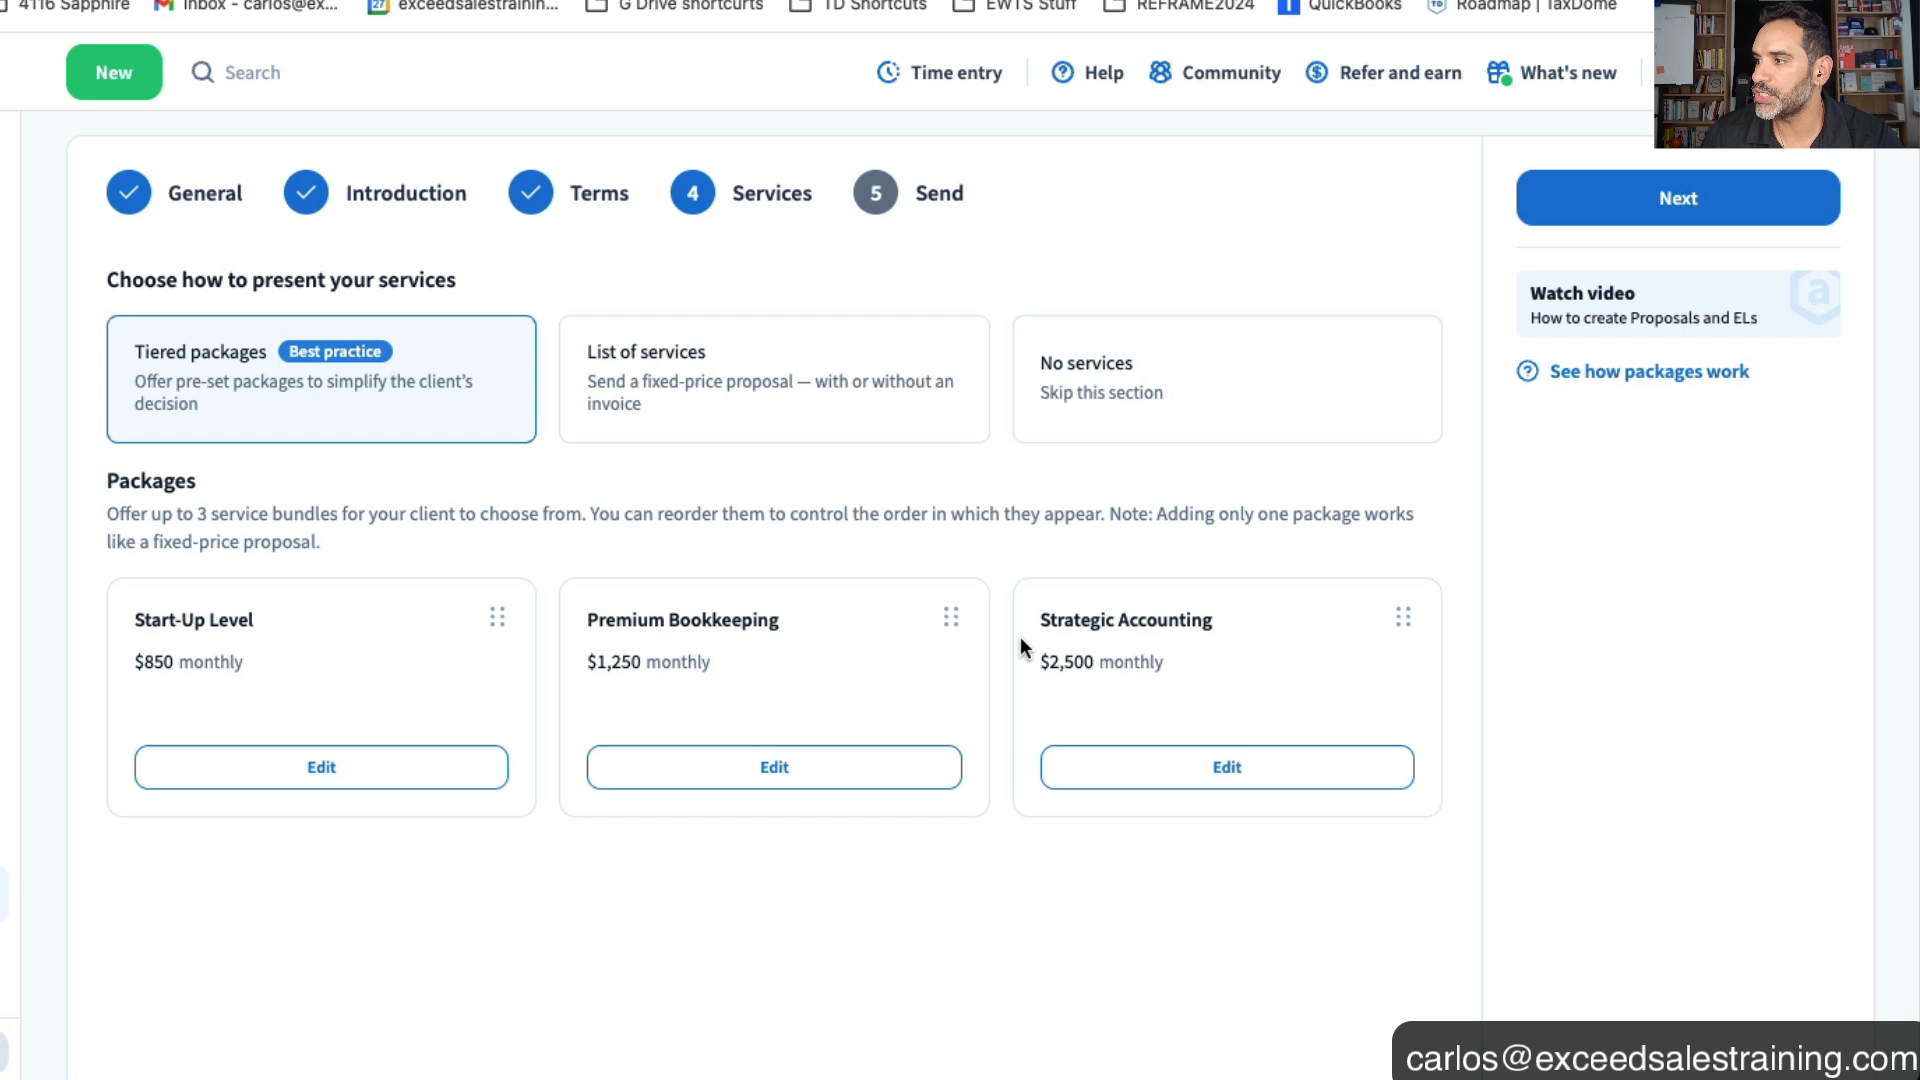 4116 Sapphire
Inbox - carlos@ex...
27
exceedsalestrainin...
G Drive shortcurts
TD Shortcuts
EWTS Stuff
REFRAME2024
QuickBooks
TD
Roadmap | TaxDome
New
Search
Time entry
Help
Community
Refer and earn
What's new
General
Introduction
Terms
4 Services
5 Send
Next
Watch video
How to create Proposals and ELs
See how packages work
Choose how to present your services
Tiered packages Best practice
Offer pre-set packages to simplify the client's
decision
List of services
Send a fixed-price proposal — with or without an
invoice
No services
Skip this section
Packages
Offer up to 3 service bundles for your client to choose from. You can reorder them to control the order in which they appear. Note: Adding only one package works
like a fixed-price proposal.
Start-Up Level
$850 monthly
Edit
Premium Bookkeeping
$1,250 monthly
Edit
Strategic Accounting
$2,500 monthly
Edit
carlos@exceedsalestraining.com